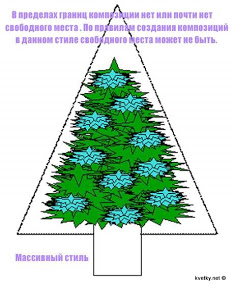 В пределах границ композиции нет или почти нет
свободного места . По правилам создания композиций
в данном стиле свободного места может не быть.
Массивный стиль
kvetky.net ©